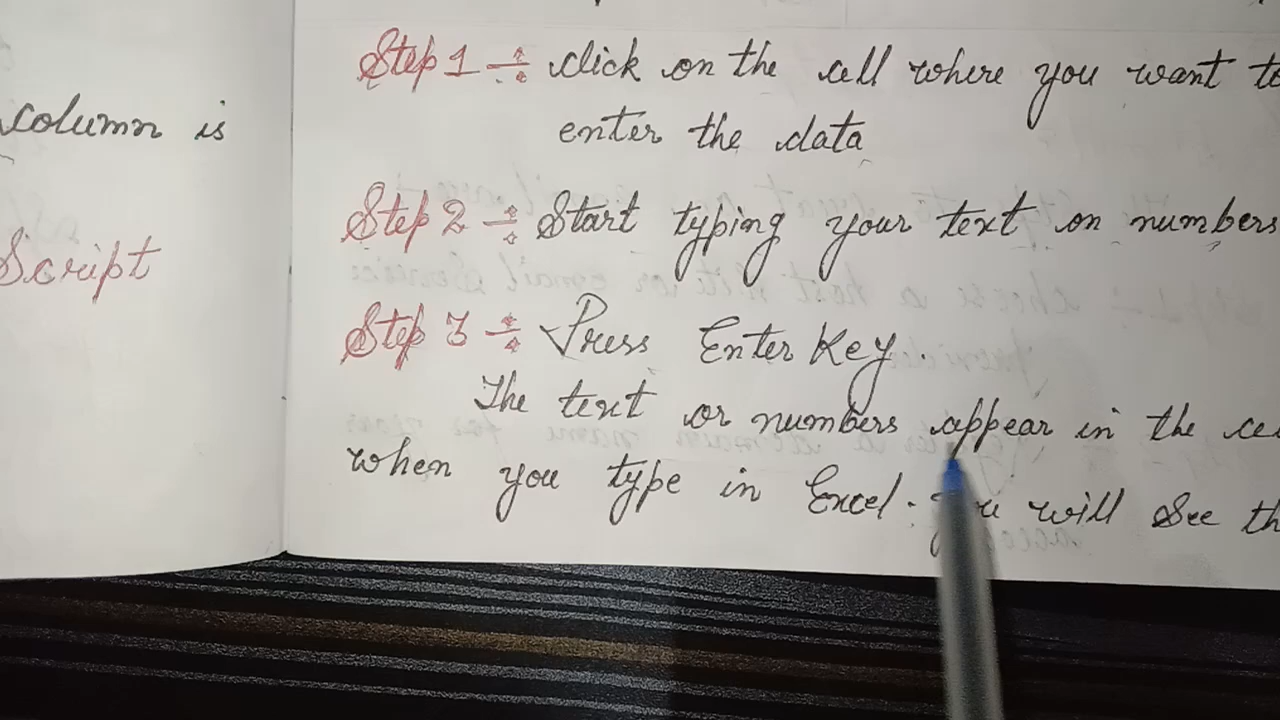 column is
Script
Step 1 ÷ click on the cell where you want to
enter the data
Step 2 ÷ Start typing your text on numbers
Step 3 ÷ Press Enter Key.
The text or numbers appear in the
when you type in Excel. you will see